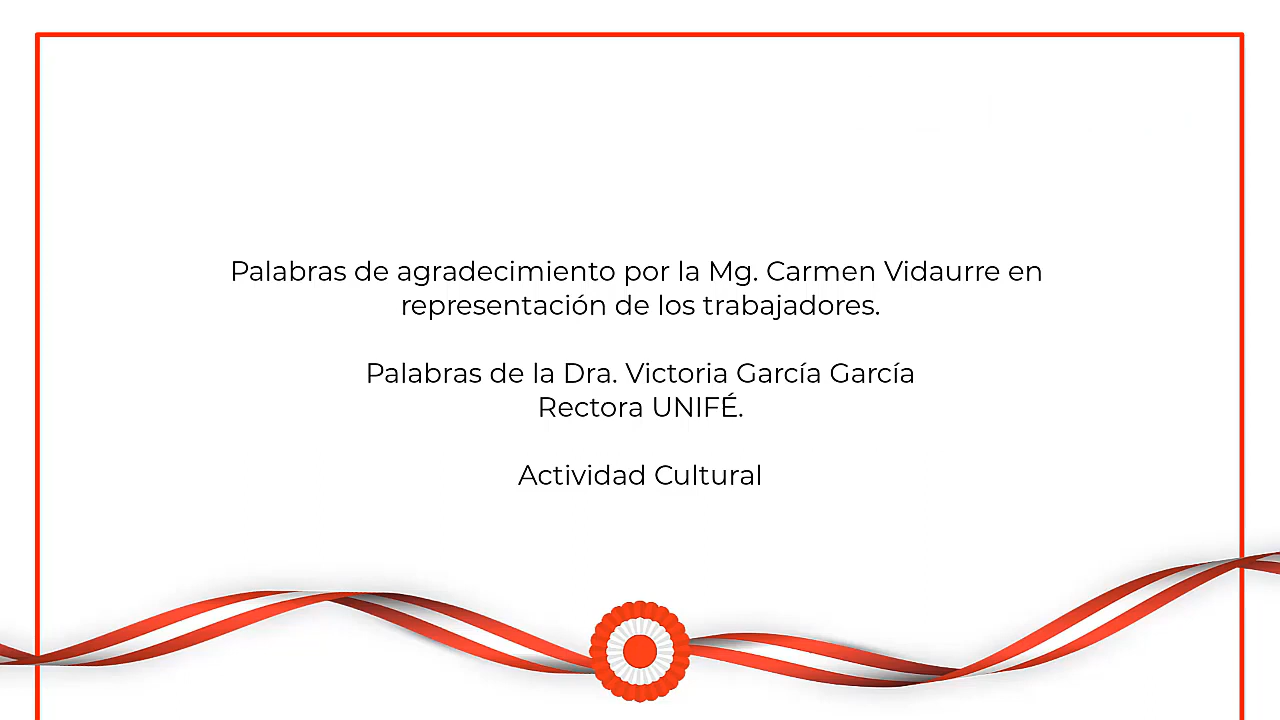 Palabras de agradecimiento por la Mg. Carmen Vidaurre en
representación de los trabajadores.
Palabras de la Dra. Victoria García García
Rectora UNIFÉ.
Actividad Cultural